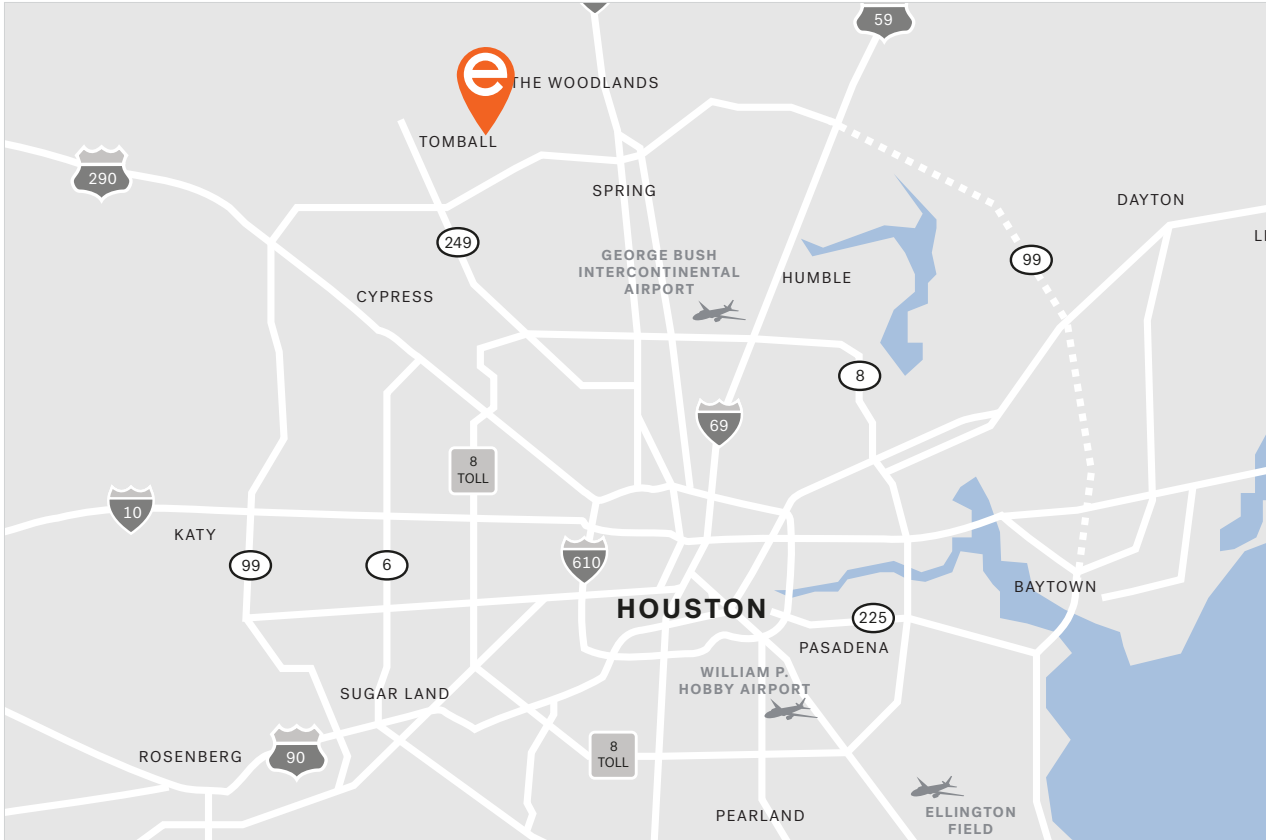 59
e
THE WOODLANDS
TOMBALL
290
SPRING
DAYTON
249
GEORGE BUSH
INTERCONTINENTAL
AIRPORT
99
HUMBLE
CYPRESS
8
69
8
TOLL
10
KATY
99
6
610
BAYTOWN
HOUSTON
225
PASADENA
WILLIAM P.
HOBBY AIRPORT
SUGAR LAND
ROSENBERG
90
8
TOLL
PEARLAND
ELLINGTON
FIELD